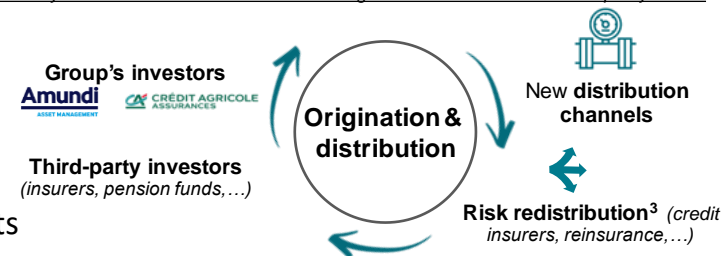 Group's investors
Amundi
ASSET MANAGEMENT
CRÉDIT AGRICOLE
ASSURANCES
Third-party investors
(insurers, pension funds,…)
ts
Origination &
distribution
New distribution
channels
Risk redistribution³ (credit
insurers, reinsurance,…)